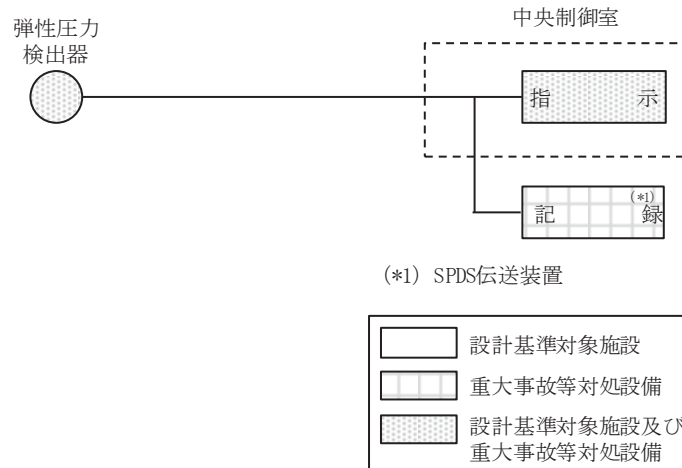 中央制御室
弾性圧力
検出器
指 示
記 録(*1)
(*1) SPDS伝送装置
設計基準対象施設
重大事故等対処設備
設計基準対象施設及び
重大事故等対処設備